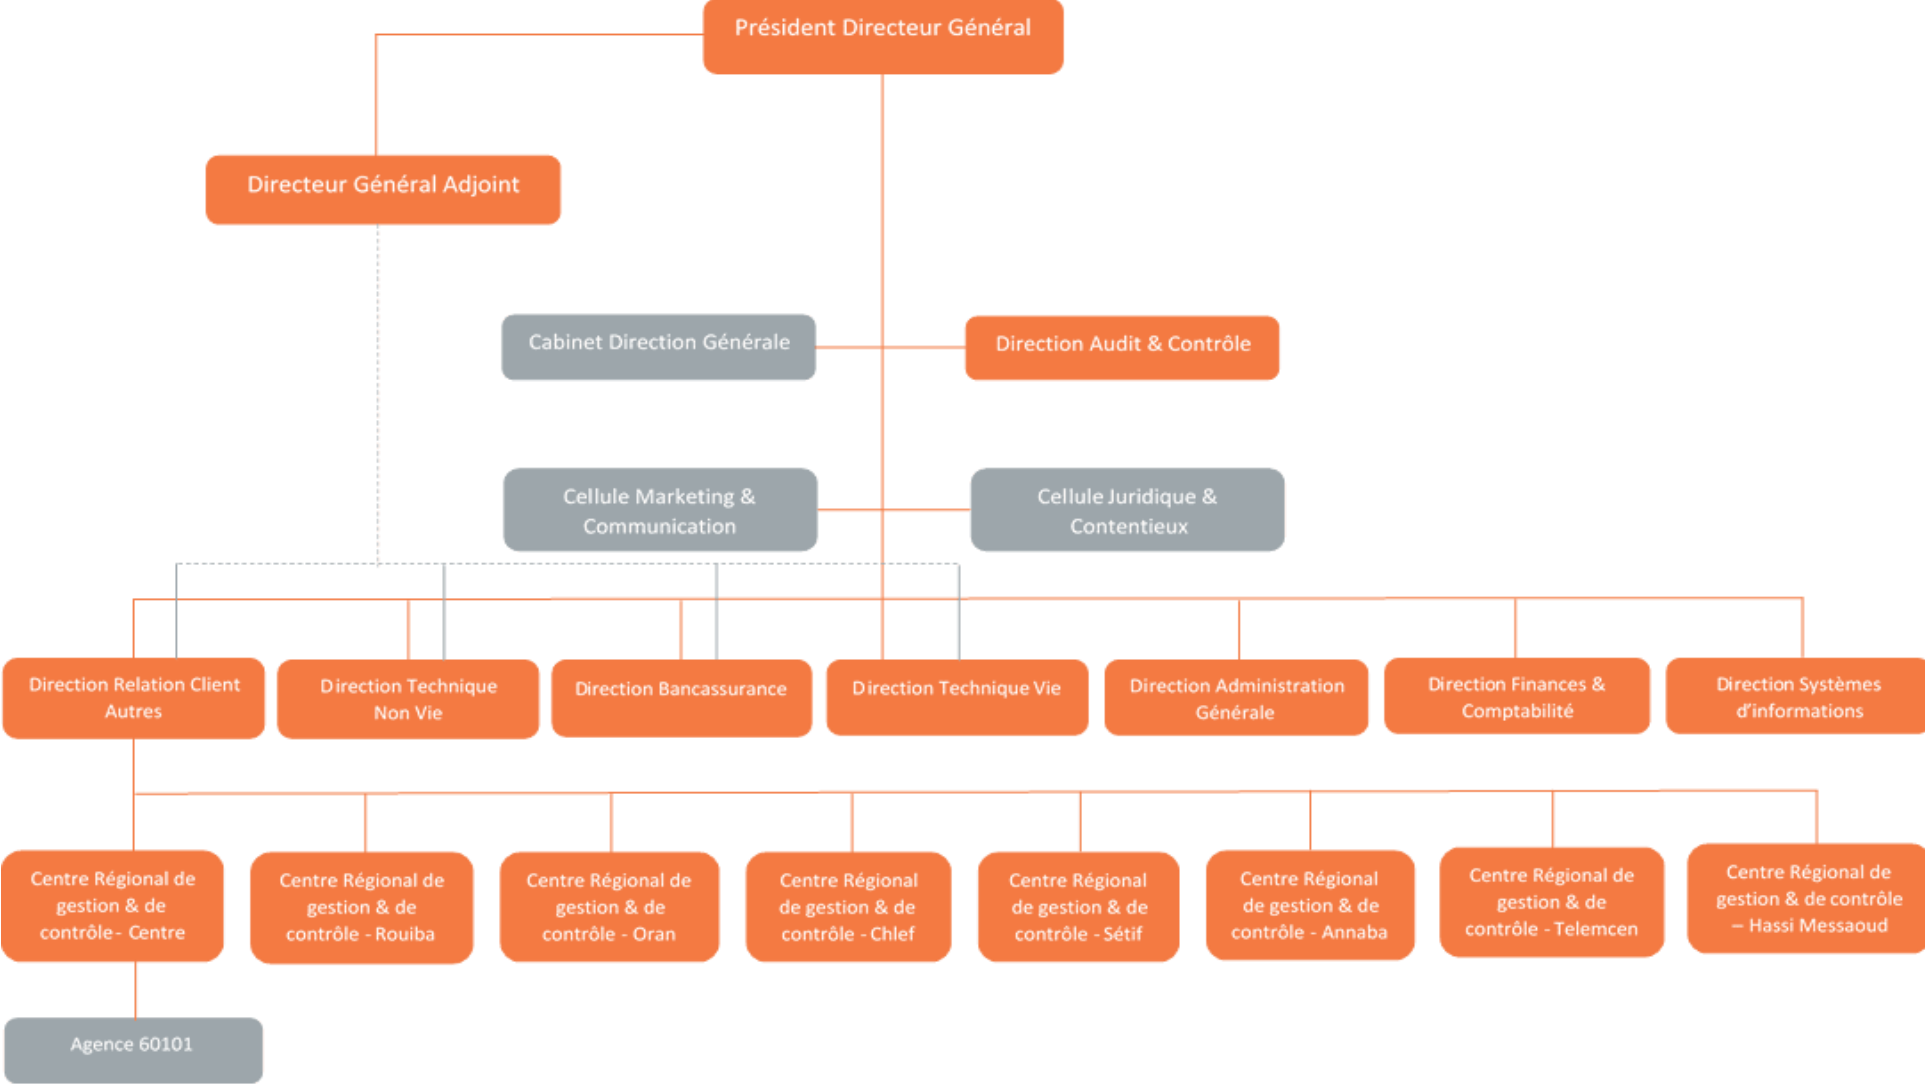 Président Directeur Général
Directeur Général Adjoint
Cabinet Direction Générale
Direction Audit & Contrôle
Cellule Marketing &
Communication
Cellule Juridique &
Contentieux
Direction Relation Client
Autres
Direction Technique
Non Vie
Direction Bancassurance
Direction Technique Vie
Direction Administration
Générale
Direction Finances &
Comptabilité
Direction Systèmes
d’informations
Centre Régional de
gestion & de
contrôle- Centre
Centre Régional de
gestion & de
contrôle - Rouiba
Centre Régional de
gestion & de
contrôle - Oran
Centre Régional
de gestion & de
contrôle - Chlef
Centre Régional
de gestion & de
contrôle - Sétif
Centre Régional
de gestion & de
contrôle - Annaba
Centre Régional de
gestion & de
contrôle - Telemcen
Centre Régional de
gestion & de contrôle
– Hassi Messaoud
Agence 60101